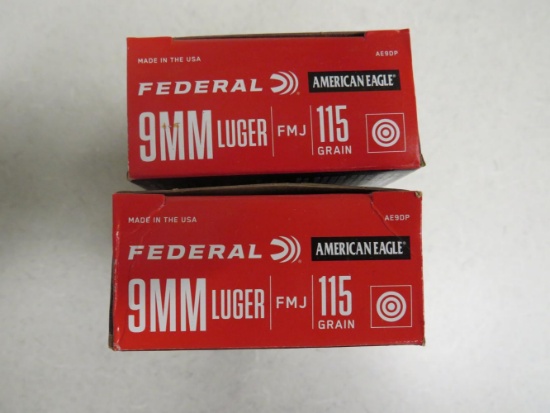 MADE IN THE USA AE9DP
FEDERAL AMERICAN EAGLE®
9MM LUGER FMJ 115 GRAIN
MADE IN THE USA AE9DP
FEDERAL AMERICAN EAGLE®
9MM LUGER FMJ 115 GRAIN